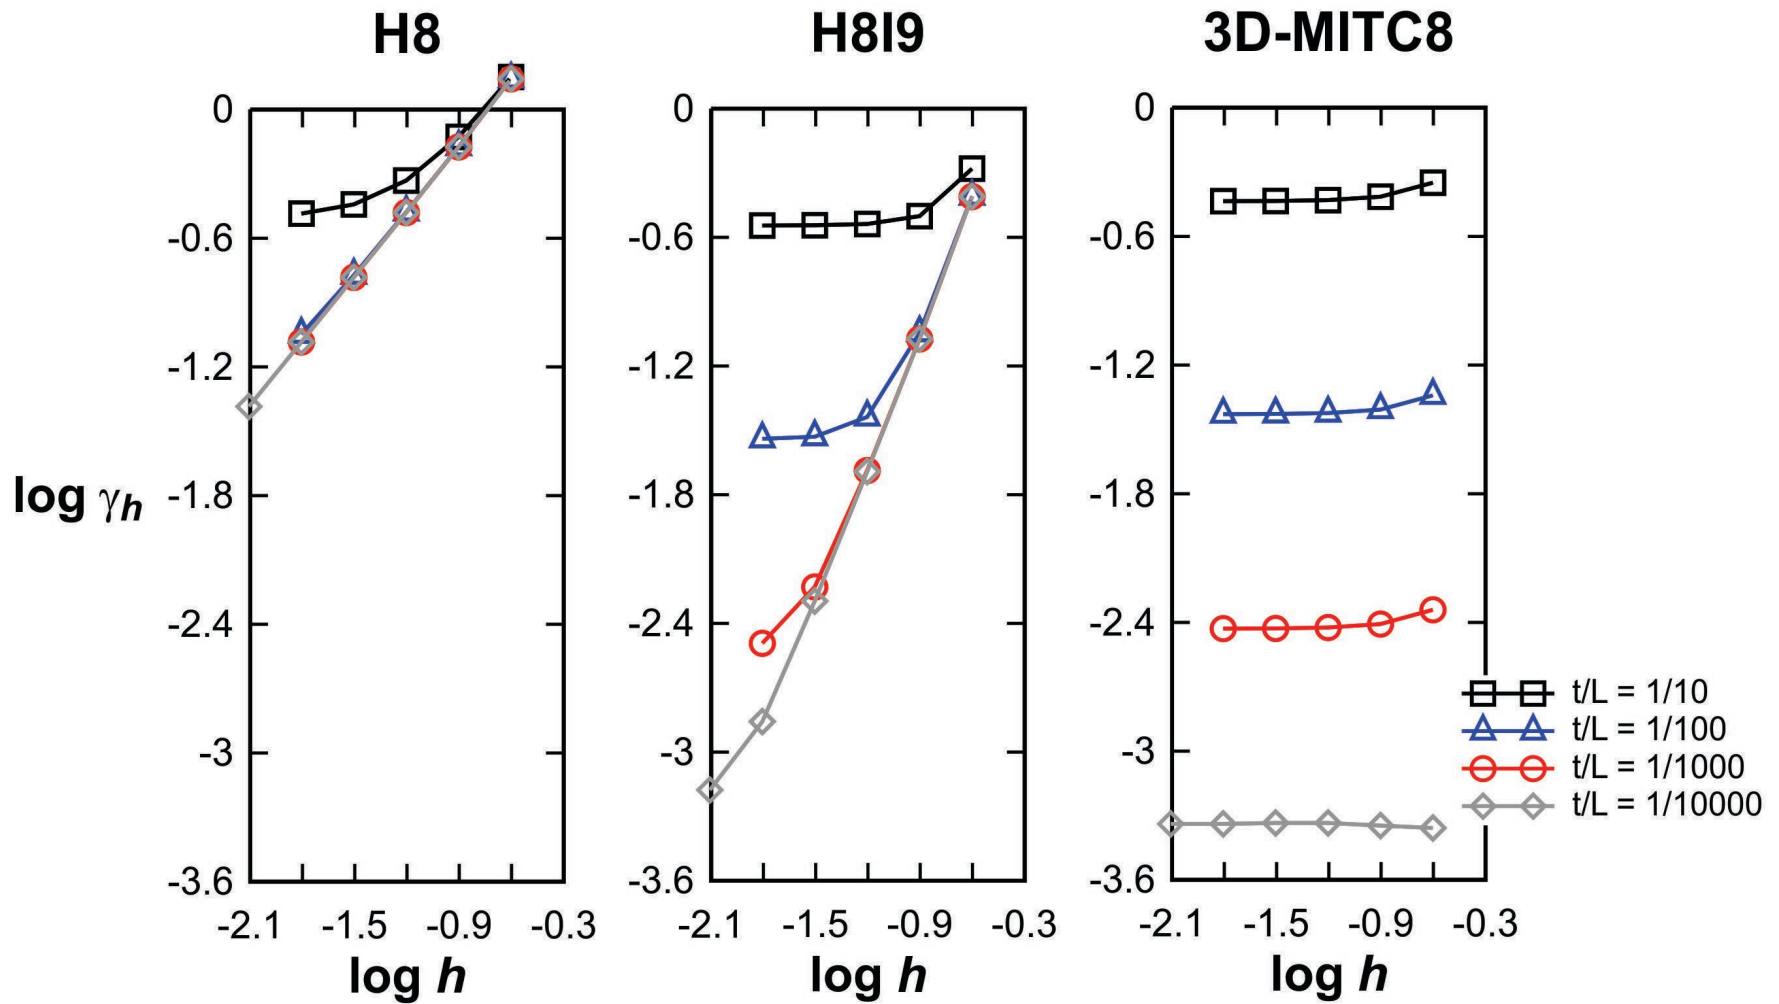 H8
H8I9
3D-MITC8
0
-0.6
-1.2
-1.8
-2.4
-3
-3.6
0
-0.6
-1.2
-1.8
-2.4
-3
-3.6
0
-0.6
-1.2
-1.8
-2.4
-3
-3.6
log γh
t/L = 1/10
t/L = 1/100
t/L = 1/1000
t/L = 1/10000
-2.1 -1.5 -0.9 -0.3
-2.1 -1.5 -0.9 -0.3
-2.1 -1.5 -0.9 -0.3
log h
log h
log h